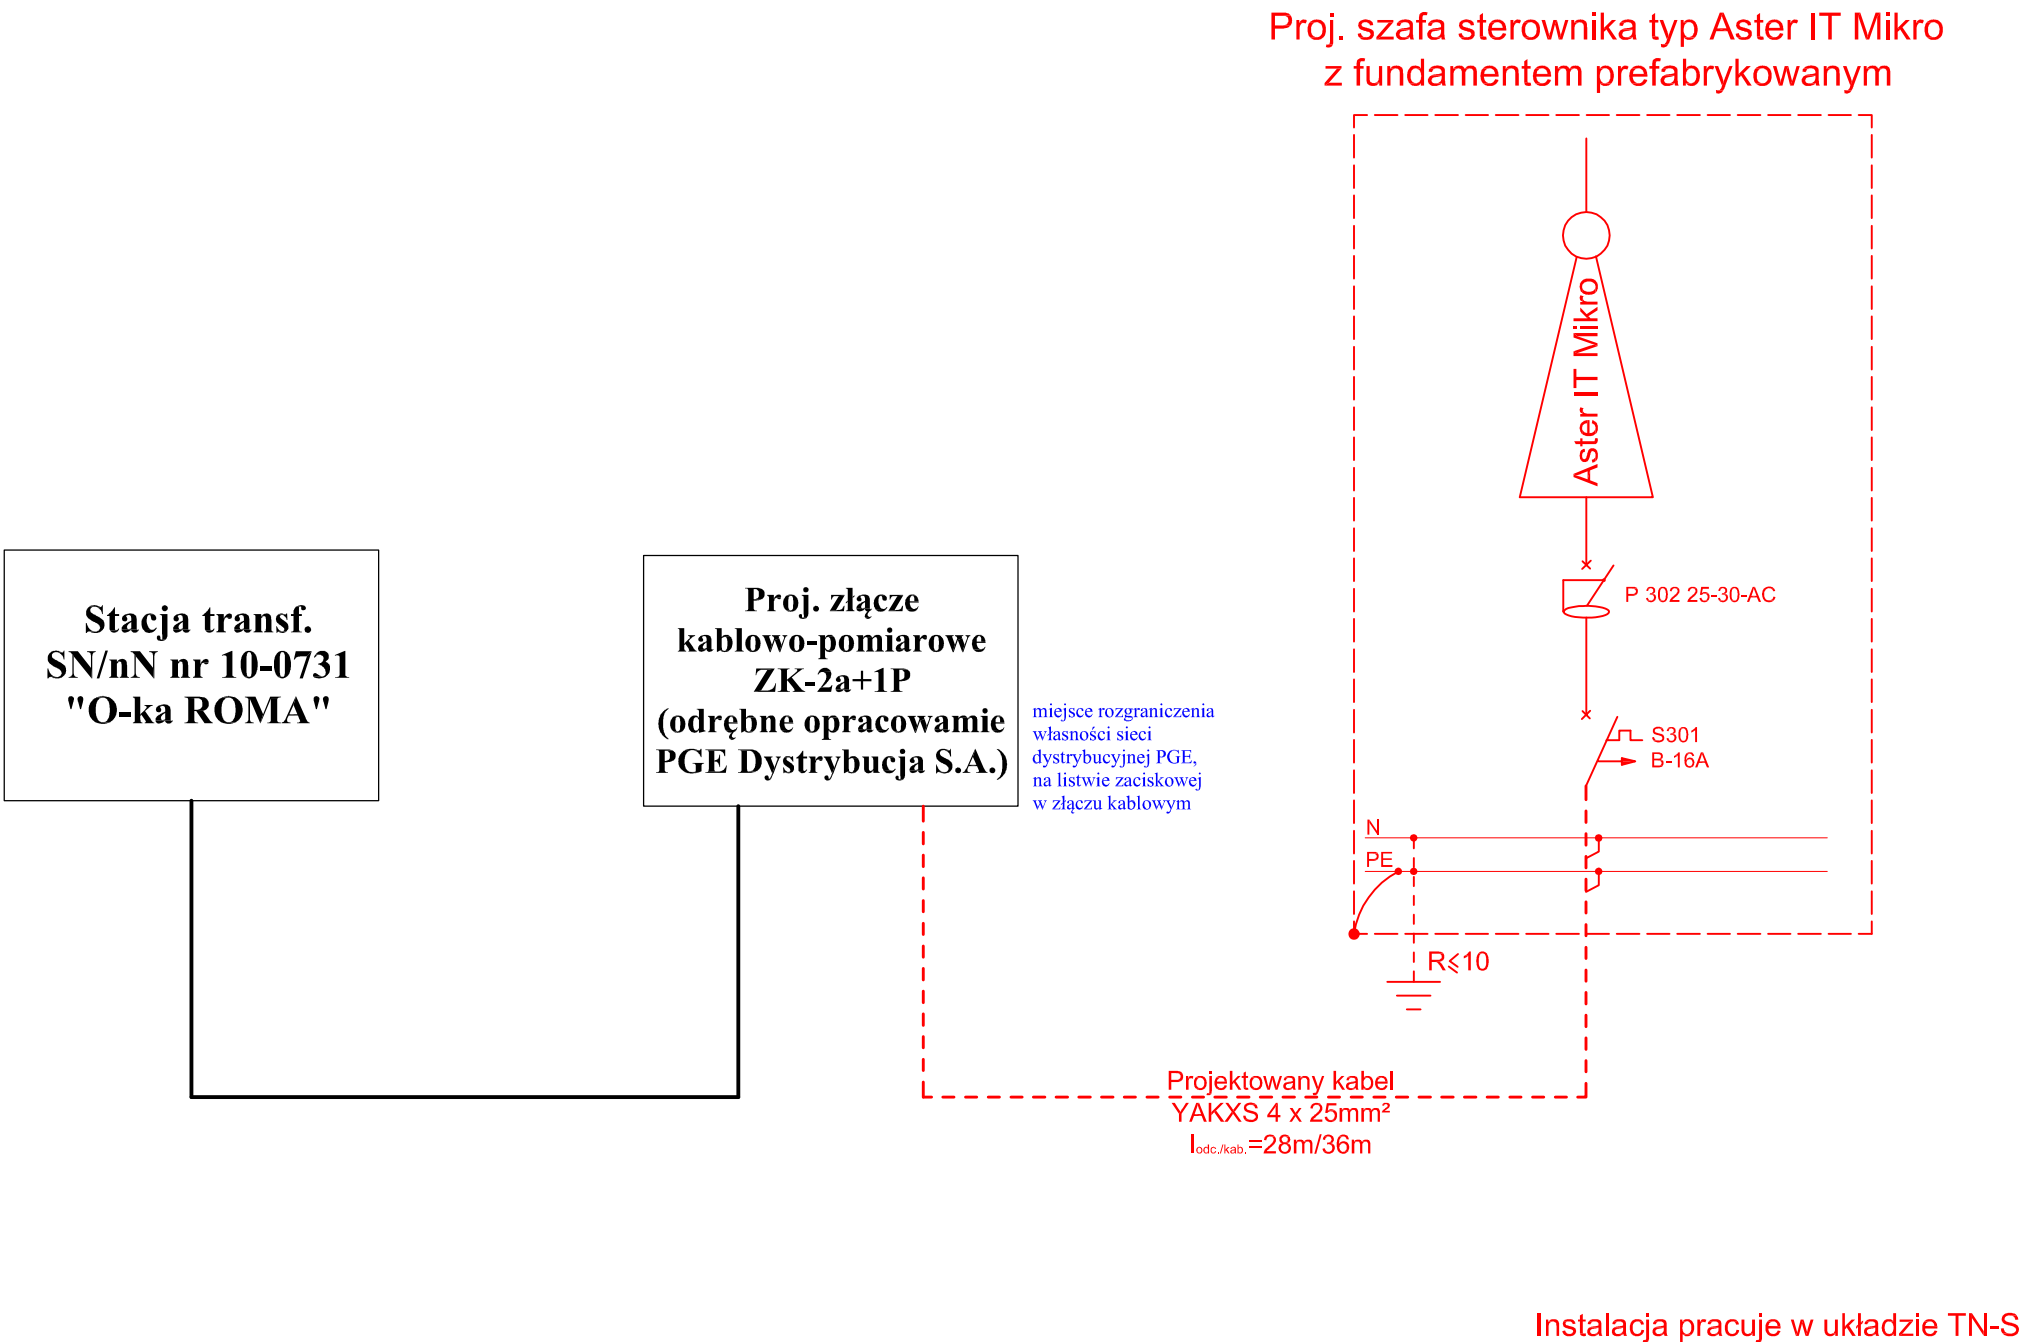 Proj. szafa sterownika typ Aster IT Mikro
z fundamentem prefabrykowanym
Aster IT Mikro
P 302 25-30-AC
S301
B-16A
N
PE
R⩽10
Stacja transf.
SN/nN nr 10-0731
"O-ka ROMA"
Proj. złącze
kablowo-pomiarowe
ZK-2a+1P
(odrębne opracowamie
PGE Dystrybucja S.A.)
miejsce rozgraniczenia
własności sieci
dystrybucyjnej PGE,
na listwie zaciskowej
w złączu kablowym
Projektowany kabel
YAKXS 4 x 25mm²
lodc./kab.=28m/36m
Instalacja pracuje w układzie TN-S